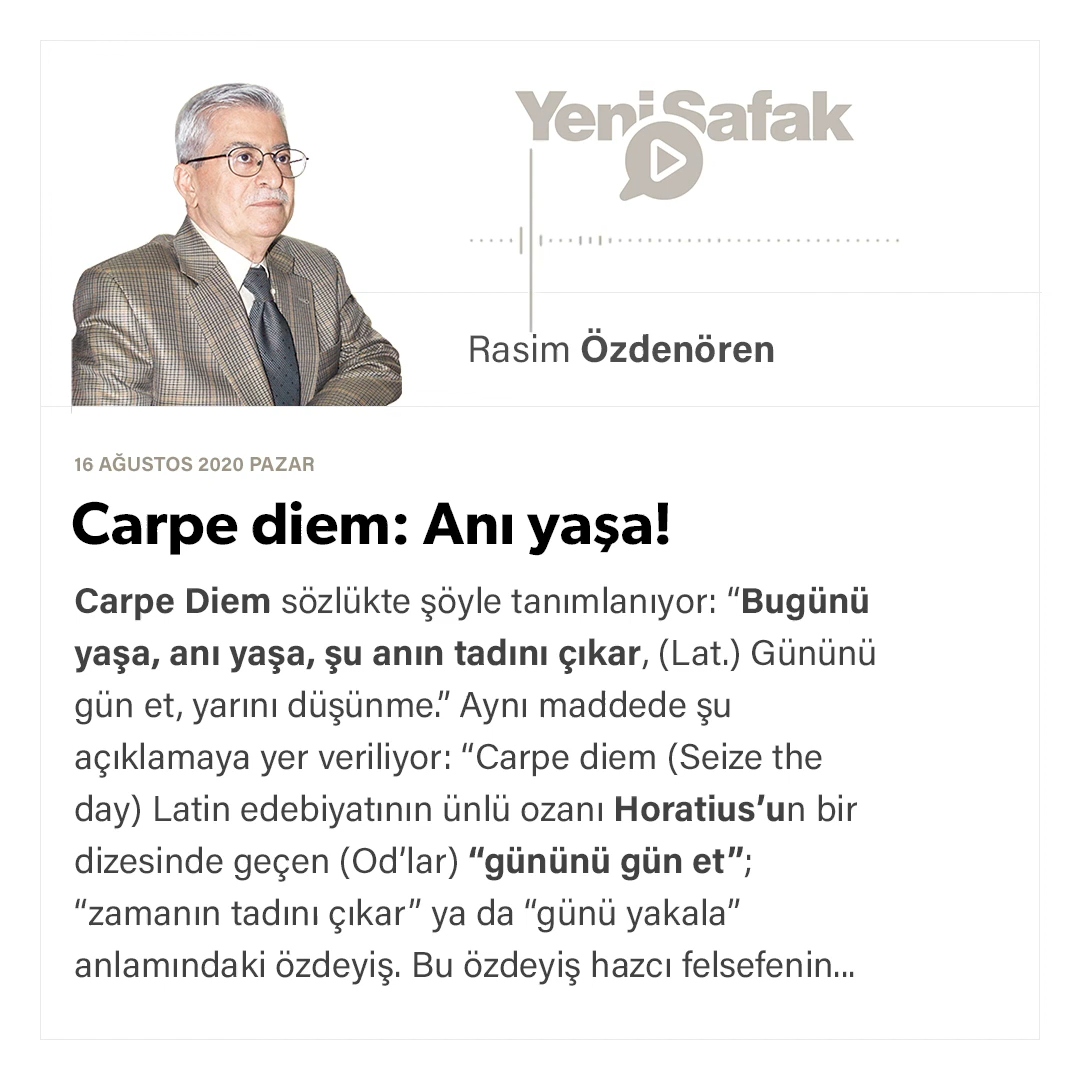 Yeni Şafak
Rasim Özdenören
16 AĞUSTOS 2020 PAZAR
Carpe diem: Anı yaşa!
Carpe Diem sözlükte şöyle tanımlanıyor: “Bugünü
yaşa, anı yaşa, şu anın tadını çıkar, (Lat.) Gününü
gün et, yarını düşünme.” Aynı maddede şu
açıklamaya yer veriliyor: “Carpe diem (Seize the
day) Latin edebiyatının ünlü ozanı Horatius’un bir
dizesinde geçen (Od’lar) “gününü gün et”;
“zamanın tadını çıkar” ya da “günü yakala”
anlamındaki özdeyiş. Bu özdeyiş hazcı felsefenin...